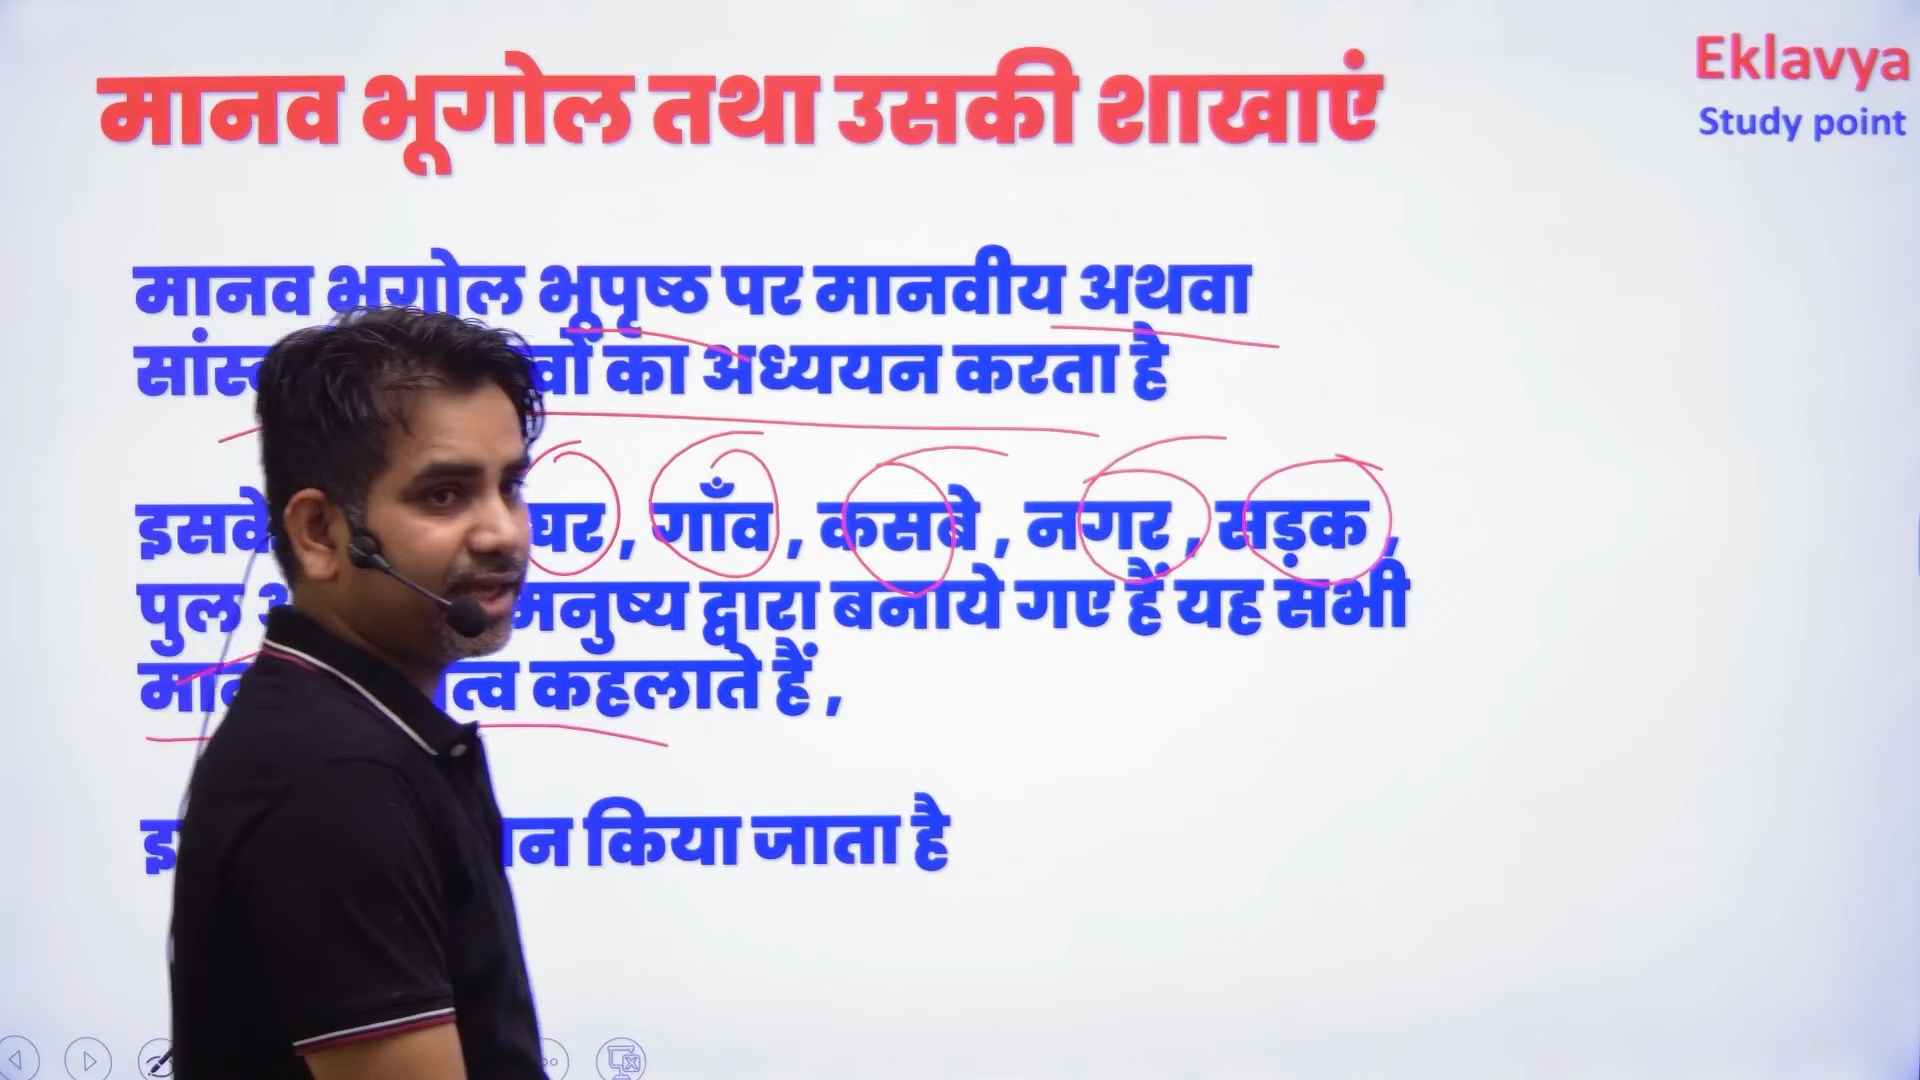 मानव भूगोल तथा उसकी शाखाएं
Eklavya
Study point
मानव भूगोल भूपृष्ठ पर मानवीय अथवा
का अध्ययन करता है
घर , गाँव , कसबे , नगर , सड़क ,
पुल मनुष्य द्वारा बनाये गए हैं यह सभी
कहलाते हैं ,
किया जाता है